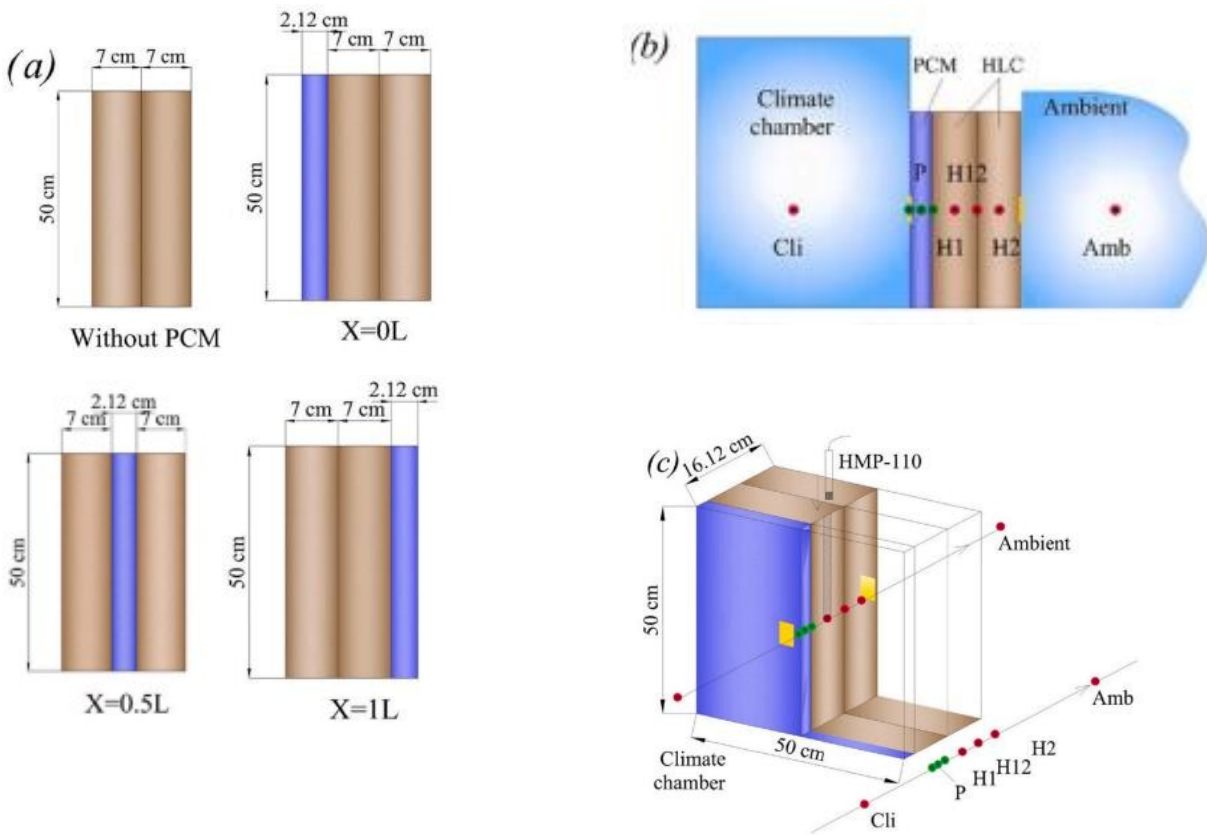 (a)
7 cm 7 cm
50 cm
Without PCM
2.12 cm
7 cm 7 cm
50 cm
X=0L
2.12 cm
7 cm 7 cm
50 cm
X=0.5L
2.12 cm
7 cm 7 cm
50 cm
X=1L
(b)
PCM HLC
Climate
chamber
Ambient
P H12
Cli H1 H2 Amb
(c)
16.12 cm
HMP-110
Ambient
50 cm
50 cm
Climate
chamber
Amb
H2
H12
H1
P
Cli